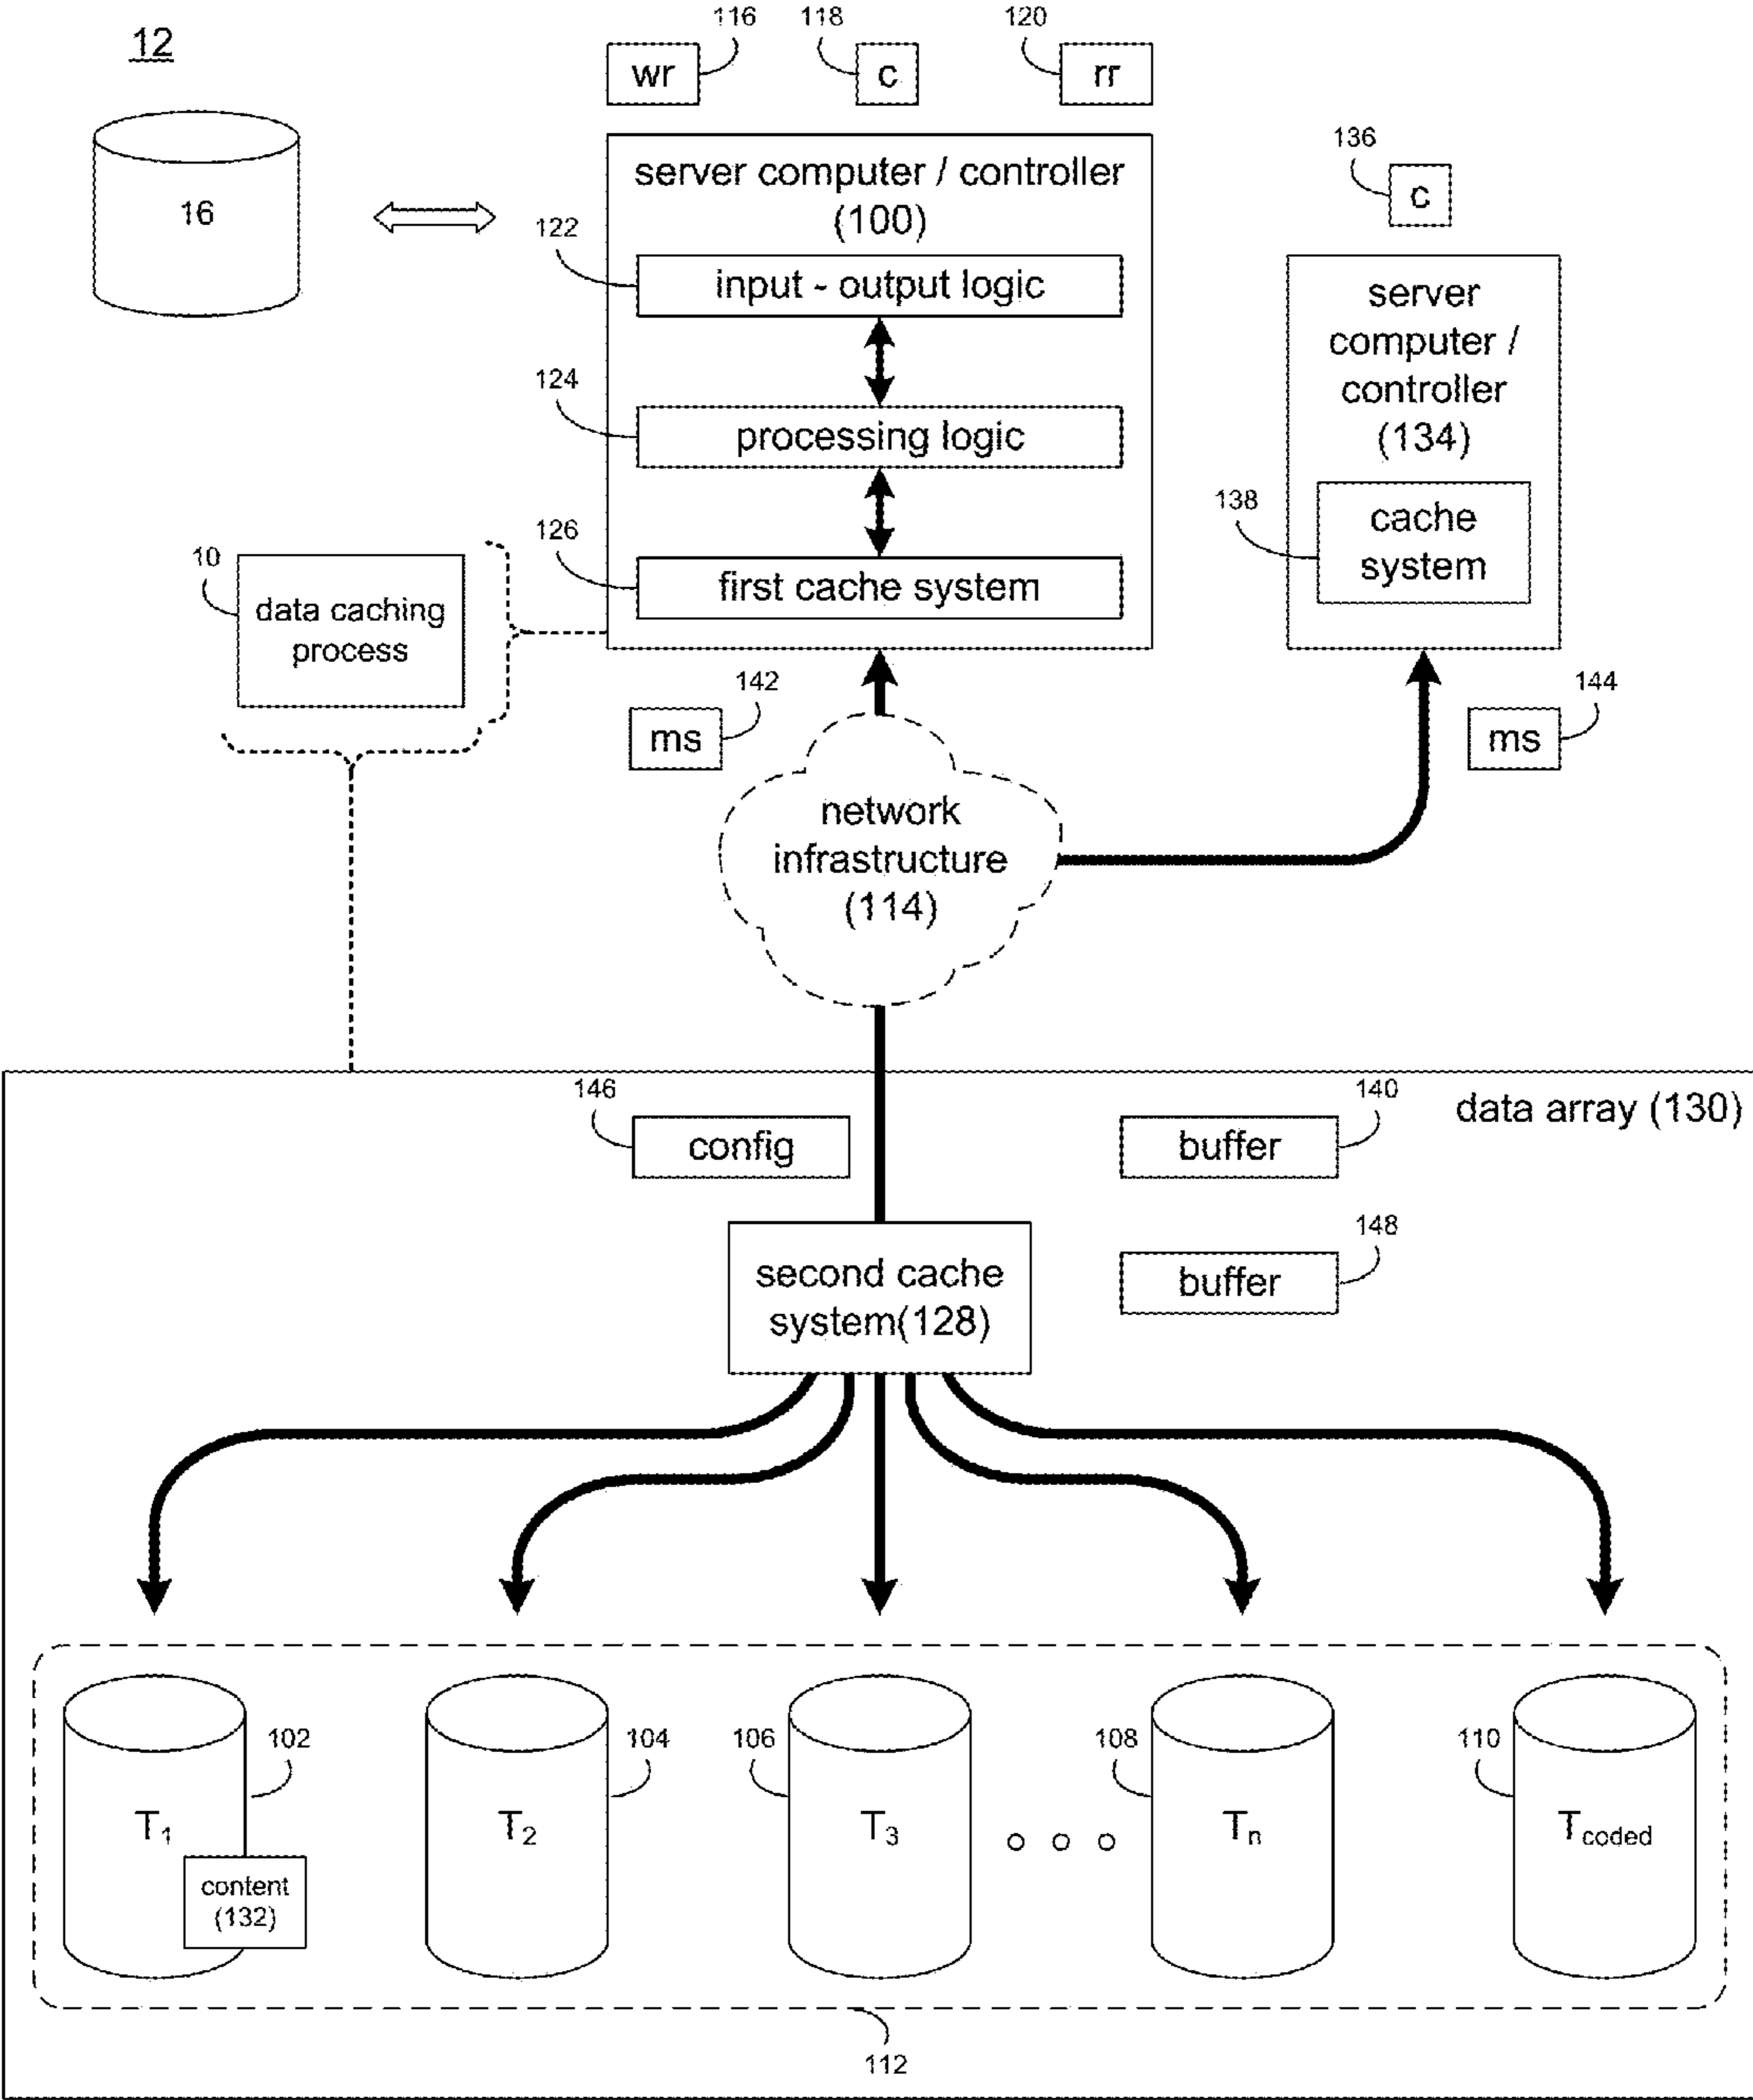 12
116
118
120
wr
c
rr
16
server computer / controller
(100)
136
c
122
input - output logic
server
computer /
controller
(134)
124
processing logic
138
cache
system
10
data caching
process
126
first cache system
142
ms
144
ms
network
infrastructure
(114)
146
config
140
buffer
data array (130)
148
buffer
second cache
system(128)
102
104
106
108
110
T1
T2
T3
Tn
Tcoded
content
(132)
112